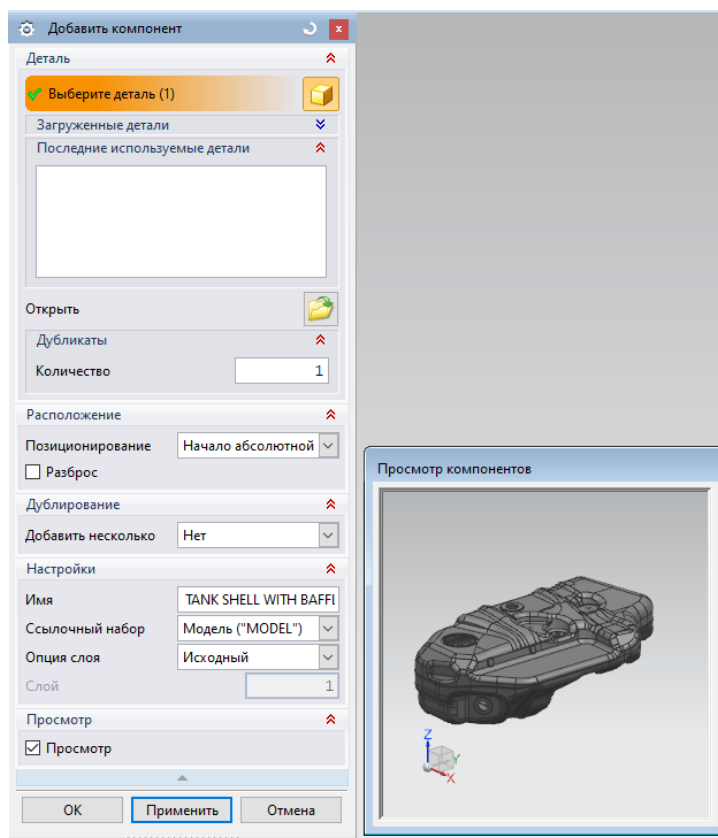 Добавить компонент
Деталь
Выберите деталь (1)
Загруженные детали
Последние используемые детали
Открыть
Дубликаты
Количество 1
Расположение
Позиционирование Начало абсолютной
Разброс
Дублирование
Добавить несколько Нет
Настройки
Имя TANK SHELL WITH BAFFL
Ссылочный набор Модель ("MODEL")
Опция слоя Исходный
Слой 1
Просмотр
Просмотр
OK Применить Отмена
Просмотр компонентов
Z
Y
X